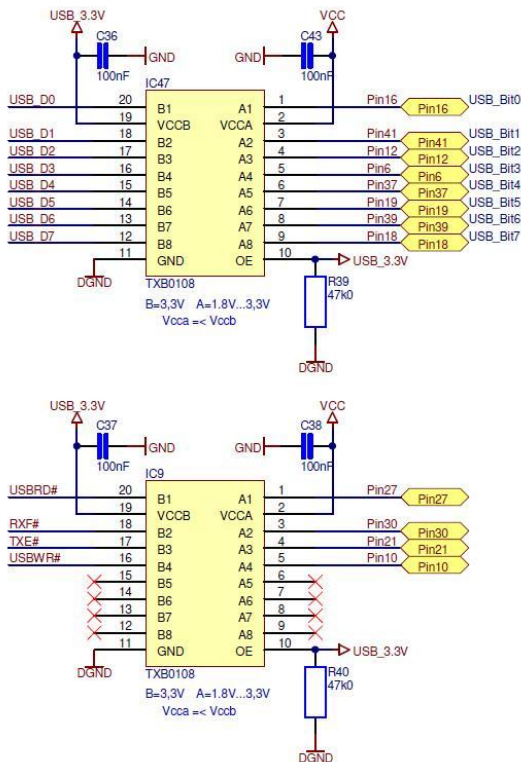 USB_3.3V
VCC
C36
GND
100nF
C43
GND
100nF
IC47
USB_D0 20 B1 A1 1 Pin16 Pin16 USB_Bit0
19 VCCB VCCA 2
USB_D1 18 B2 A2 3 Pin41 Pin41 USB_Bit1
USB_D2 17 B3 A3 4 Pin12 Pin12 USB_Bit2
USB_D3 16 B4 A4 5 Pin6 Pin6 USB_Bit3
USB_D4 15 B5 A5 6 Pin37 Pin37 USB_Bit4
USB_D5 14 B6 A6 7 Pin19 Pin19 USB_Bit5
USB_D6 13 B7 A7 8 Pin39 Pin39 USB_Bit6
USB_D7 12 B8 A8 9 Pin18 Pin18 USB_Bit7
11 GND OE 10 USB_3.3V
DGND
TXB0108
R39
47k0
B=3,3V A=1.8V...3,3V
Vcca =< Vccb
DGND
USB_3.3V
VCC
C37
GND
100nF
C38
GND
100nF
IC9
USBRD# 20 B1 A1 1 Pin27 Pin27
19 VCCB VCCA 2
RXF# 18 B2 A2 3 Pin30 Pin30
TXE# 17 B3 A3 4 Pin21 Pin21
USBWR# 16 B4 A4 5 Pin10 Pin10
15 B5 A5 6
14 B6 A6 7
13 B7 A7 8
12 B8 A8 9
11 GND OE 10 USB_3.3V
DGND
TXB0108
R40
47k0
B=3,3V A=1.8V...3,3V
Vcca =< Vccb
DGND